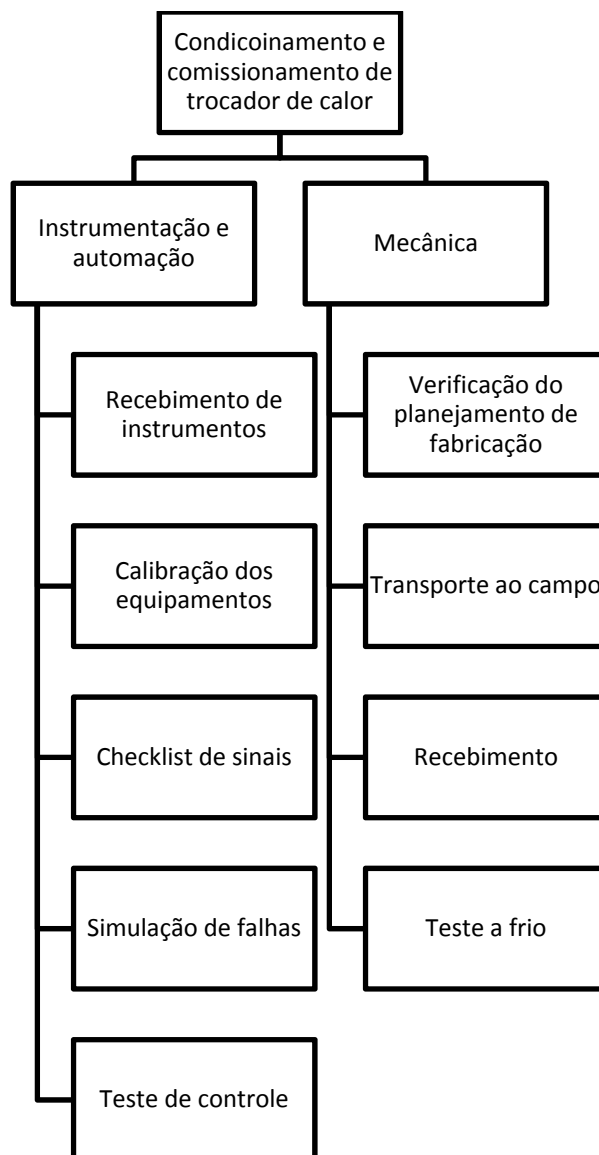 Condicoinamento e
comissionamento de
trocador de calor
Instrumentação e
automação
Mecânica
Recebimento de
instrumentos
Verificação do
planejamento de
fabricação
Calibração dos
equipamentos
Transporte ao campo
Checklist de sinais
Recebimento
Simulação de falhas
Teste a frio
Teste de controle